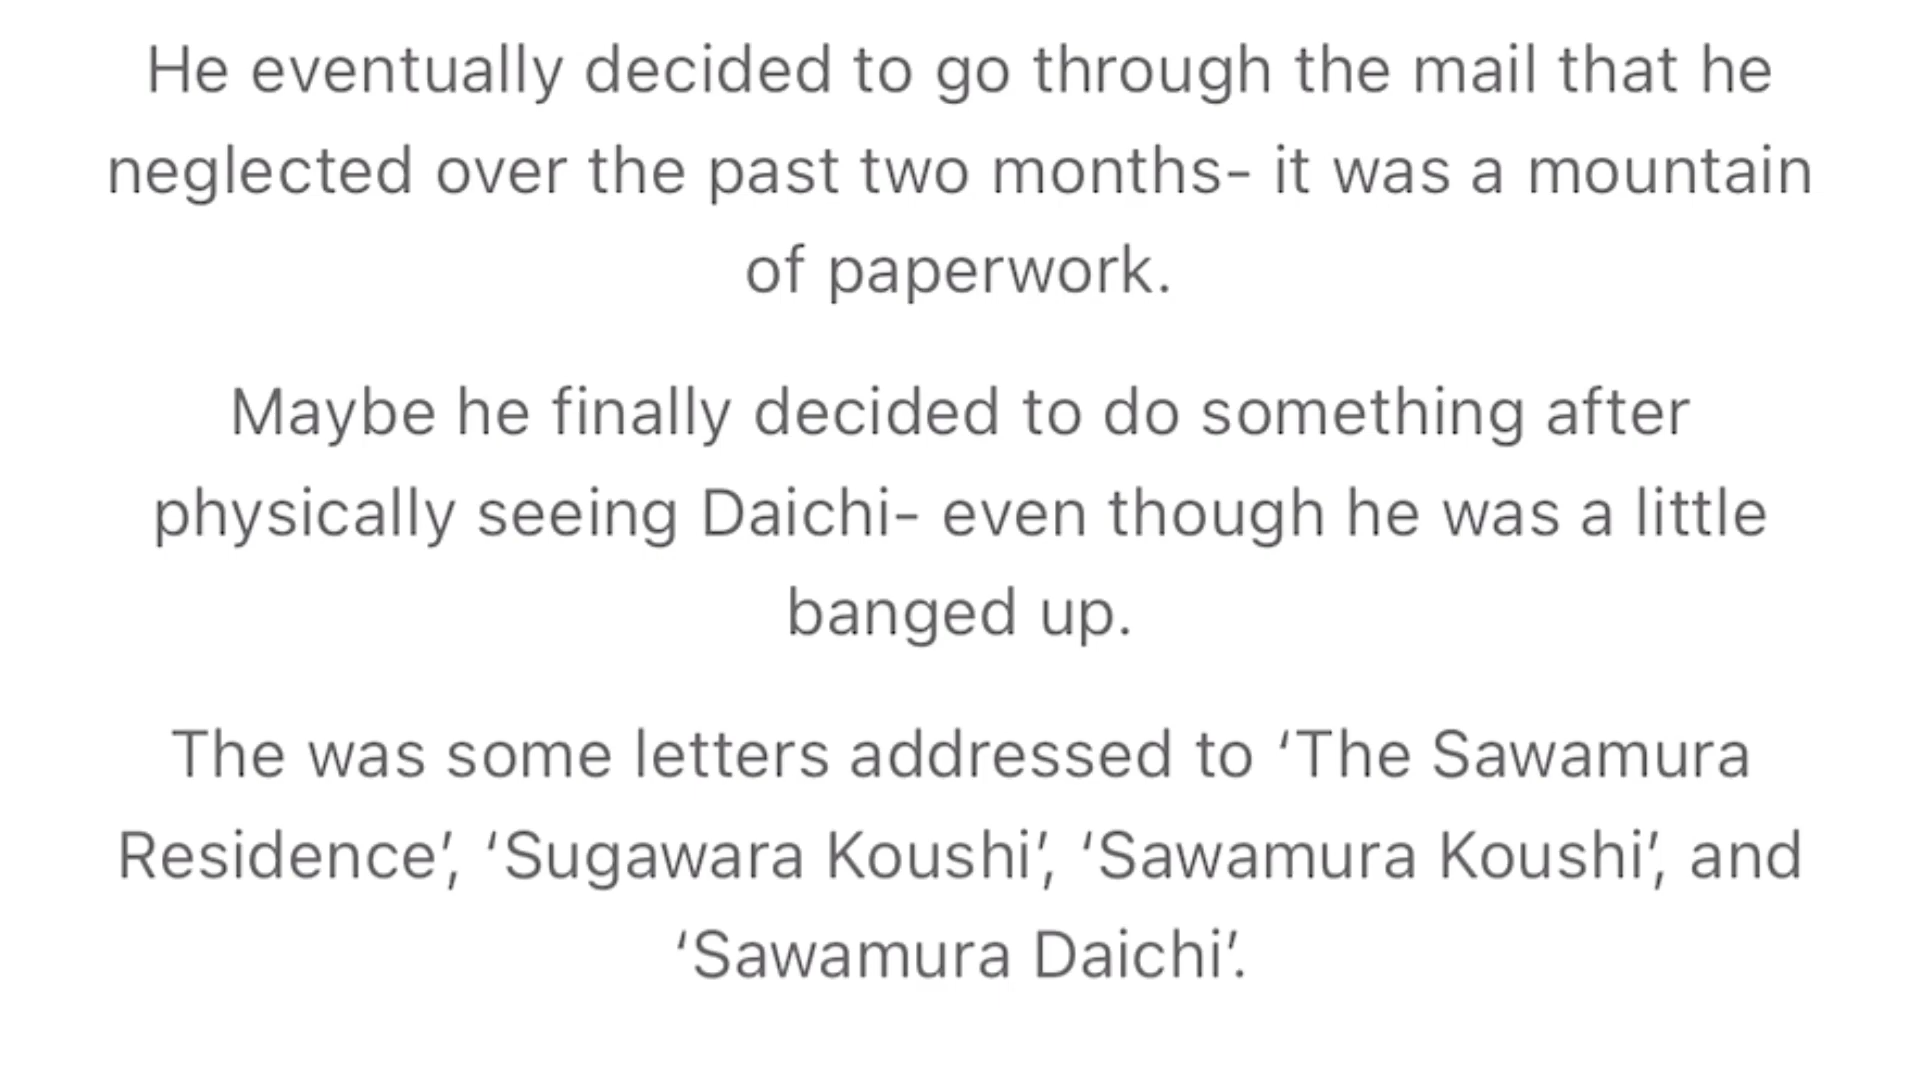 He eventually decided to go through the mail that he
neglected over the past two months- it was a mountain
of paperwork.
Maybe he finally decided to do something after
physically seeing Daichi- even though he was a little
banged up.
The was some letters addressed to ‘The Sawamura
Residence’, ‘Sugawara Koushi’, ‘Sawamura Koushi’, and
‘Sawamura Daichi’.